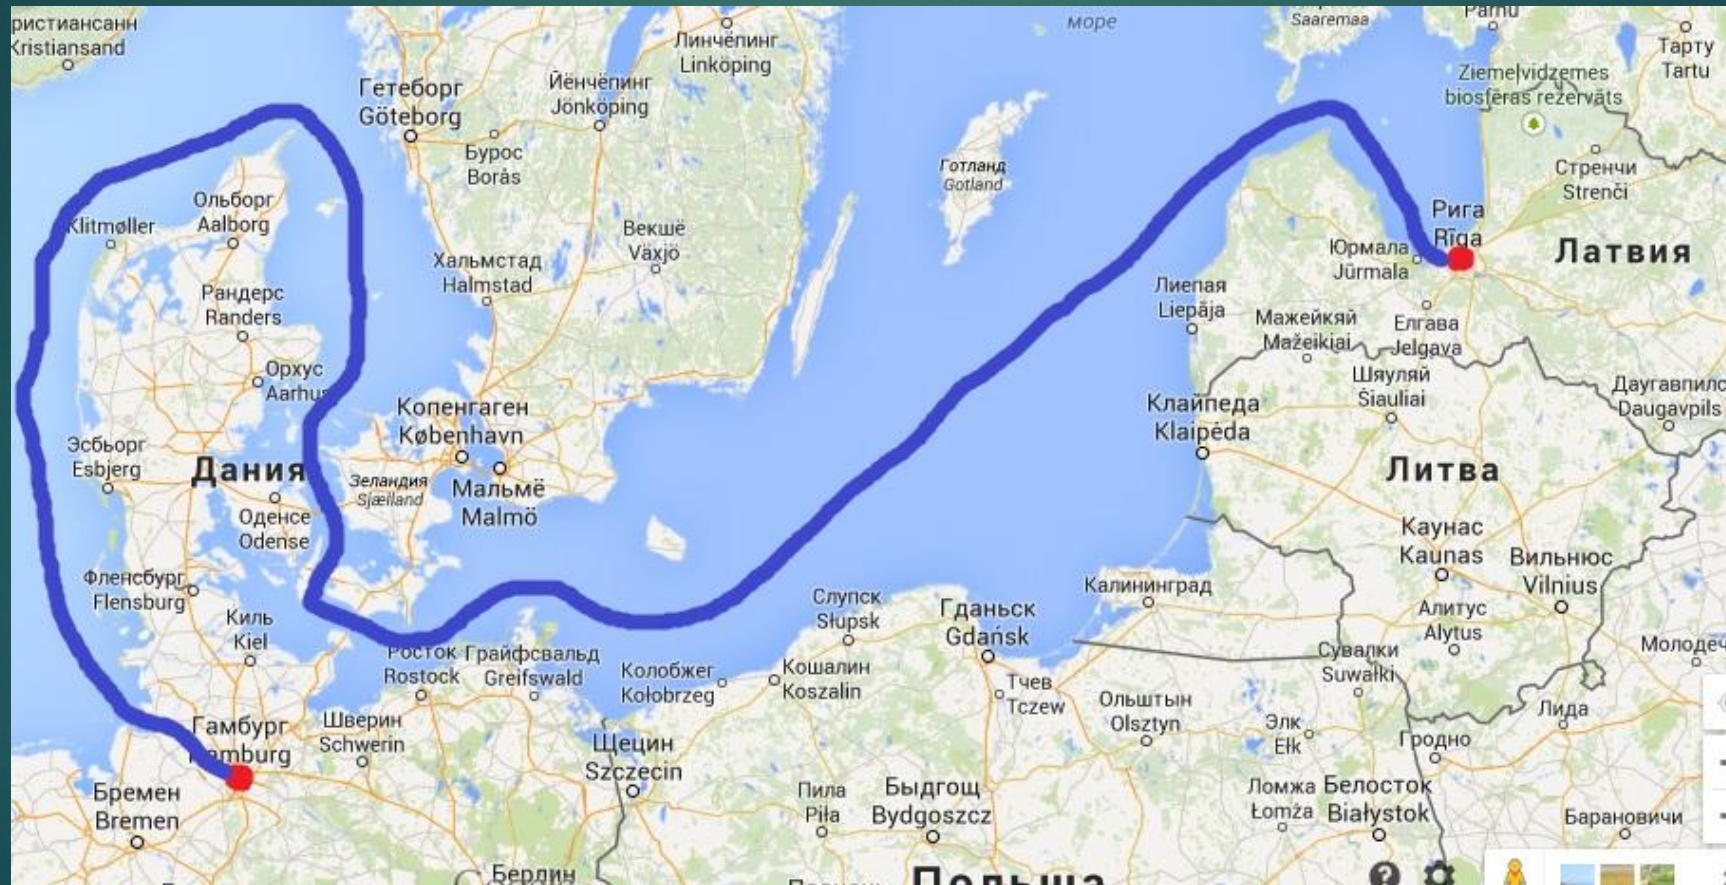 ристиансанн
Kristiansand
Гетеборг
Göteborg
Йёнчёпинг
Jönköping
Линчёпинг
Linköping
море
Saaremaa
Pärnu
Тарту
Tartu
Ziemeļvidzemes
biosfēras rezervāts
Бурос
Borås
Готланд
Gotland
Стренчи
Strenči
Ольборг
Aalborg
Klitmøller
Векшё
Växjö
Рига
Rīga
Юрмала
Jūrmala
Латвия
Хальмстад
Halmstad
Рандерс
Randers
Лиепая
Liepāja
Мажейкяй
Mažeikiai
Елгава
Jelgava
Орхус
Aarhus
Шяуляй
Šiauliai
Даугавпилс
Daugavpils
Копенгаген
København
Клайпеда
Klaipėda
Эсбьорг
Esbjerg
Дания
Зеландия
Sjælland
Мальмё
Malmö
Литва
Оденсе
Odense
Каунас
Kaunas
Вильнюс
Vilnius
Фленсбург
Flensburg
Калининград
Слупск
Słupsk
Гданьск
Gdańsk
Алитус
Alytus
Киль
Kiel
Росток
Rostock
Грайфсвальд
Greifswald
Колобжег
Kołobrzeg
Кошалин
Koszalin
Тчев
Tczew
Сувалки
Suwałki
Молодеч
Ольштын
Olsztyn
Элк
Ełk
Лида
Гродно
Гамбург
Hamburg
Шверин
Schwerin
Щецин
Szczecin
Бремен
Bremen
Пила
Piła
Быдгощ
Bydgoszcz
Ломжа
Łomża
Белосток
Białystok
Барановичи
Берлин
Польша